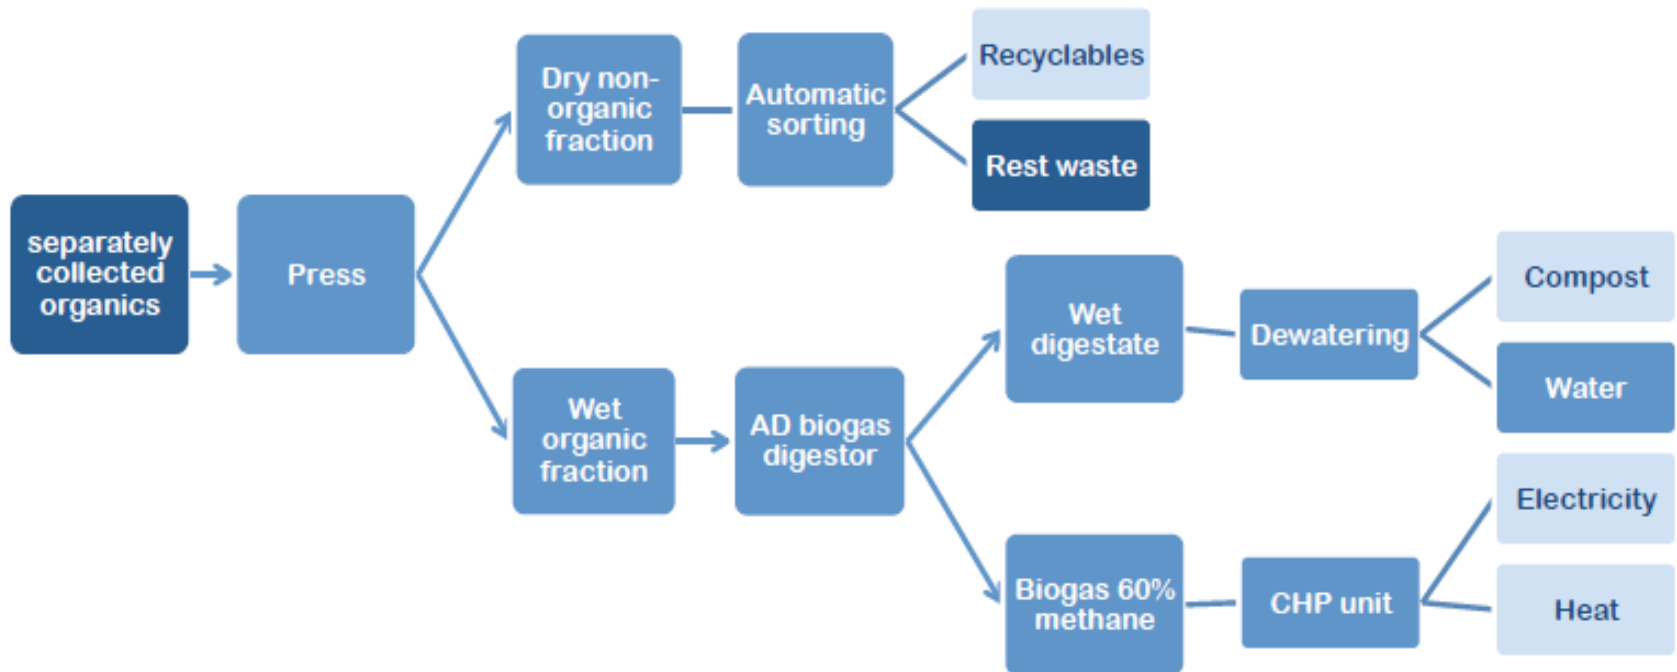 separately
collected
organics
Press
Dry non-
organic
fraction
Automatic
sorting
Recyclables
Rest waste
Wet
organic
fraction
AD biogas
digestor
Wet
digestate
Dewatering
Compost
Water
Biogas 60%
methane
CHP unit
Electricity
Heat